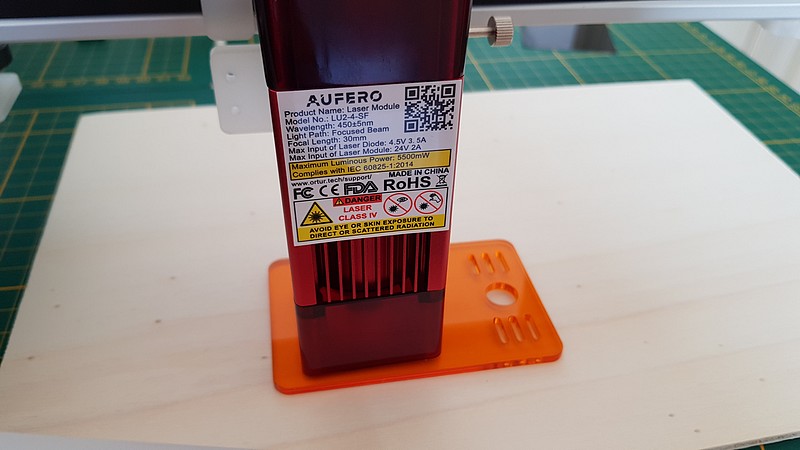 AUFERO
Product Name: Laser Module
Model No.: LU2-4-SF
Wavelength: 450±5nm
Light Path: Focused Beam
Focal Length: 30mm
Max Input of Laser Diode: 4.5V 3.5A
Max Input of Laser Module: 24V 2A
Maximum Luminous Power: 5500mW
Complies with IEC 60825-1:2014
www.ortur.tech/support/ MADE IN CHINA
FC CE FDA RoHS
DANGER
LASER
CLASS IV
AVOID EYE OR SKIN EXPOSURE TO
DIRECT OR SCATTERED RADIATION